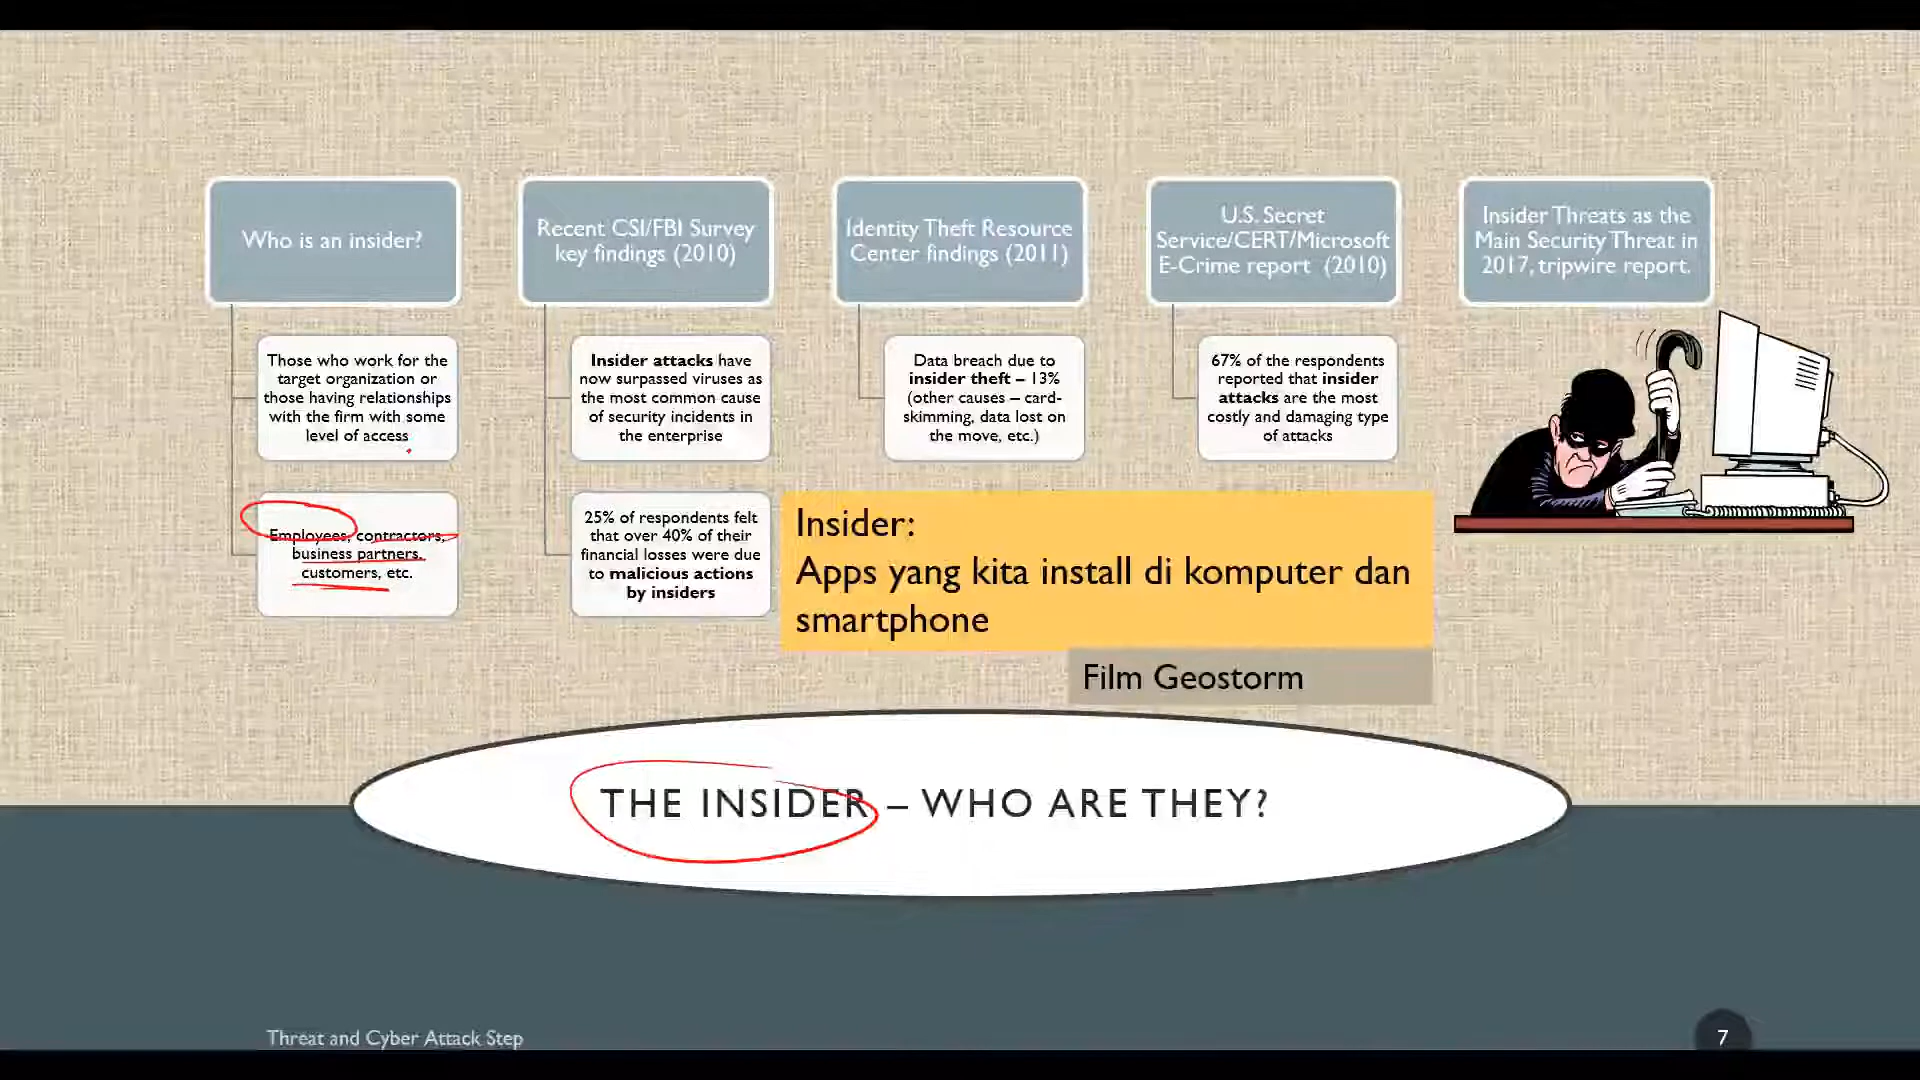 Who is an insider?
Those who work for the
target organization or
those having relationships
with the firm with some
level of access
Employees, contractors,
business partners,
customers, etc.
Recent CSI/FBI Survey
key findings (2010)
Insider attacks have
now surpassed viruses as
the most common cause
of security incidents in
the enterprise
25% of respondents felt
that over 40% of their
financial losses were due
to malicious actions
by insiders
Identity Theft Resource
Center findings (2011)
Data breach due to
insider theft – 13%
(other causes – card-
skimming, data lost on
the move, etc.)
U.S. Secret
Service/CERT/Microsoft
E-Crime report (2010)
67% of the respondents
reported that insider
attacks are the most
costly and damaging type
of attacks
Insider Threats as the
Main Security Threat in
2017, tripwire report.
Insider:
Apps yang kita install di komputer dan
smartphone
Film Geostorm
THE INSIDER – WHO ARE THEY?
Threat and Cyber Attack Step
7